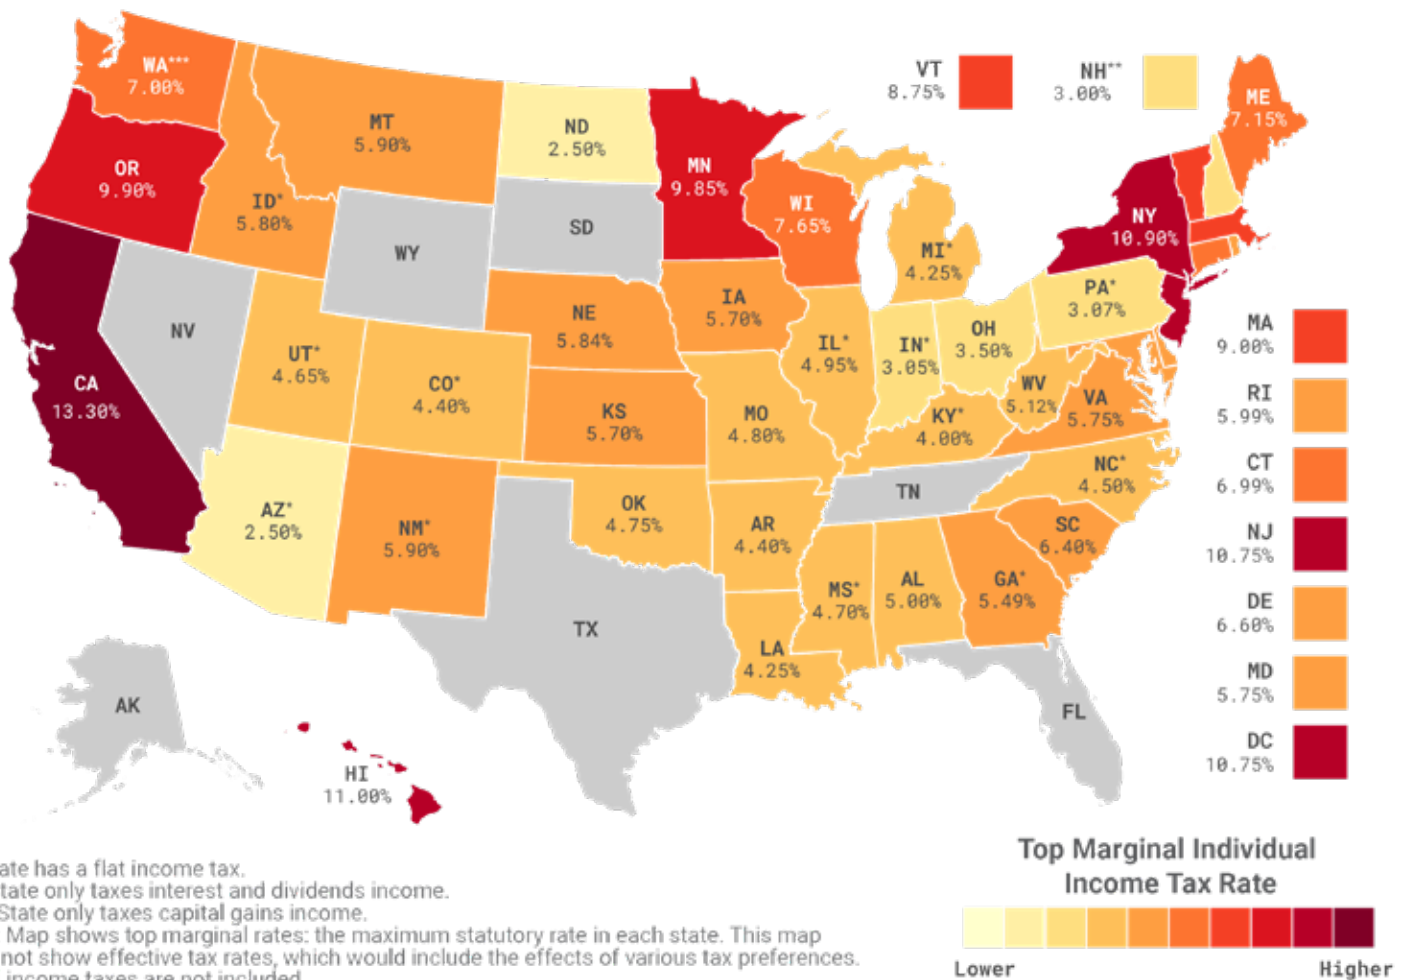 WA***
7.00%
MT
5.90%
ND
2.50%
MN
9.85%
VT
8.75%
NH**
3.00%
ME
7.15%
OR
9.90%
ID*
5.80%
WY
SD
WI
7.65%
MI*
4.25%
NY
10.90%
NV
NE
5.84%
IA
5.70%
PA*
3.07%
CA
13.30%
UT*
4.65%
CO*
4.40%
KS
5.70%
MO
4.80%
IL*
4.95%
IN*
3.05%
OH
3.50%
WV
5.12%
VA
5.75%
KY*
4.00%
NC*
4.50%
TN
AZ*
2.50%
NM*
5.90%
OK
4.75%
AR
4.40%
SC
6.40%
MS*
4.70%
AL
5.00%
GA*
5.49%
TX
LA
4.25%
FL
AK
HI
11.00%
MA
9.00%
RI
5.99%
CT
6.99%
NJ
10.75%
DE
6.60%
MD
5.75%
DC
10.75%
Top Marginal Individual
Income Tax Rate
Lower
Higher
ate has a flat income tax.
tate only taxes interest and dividends income.
State only taxes capital gains income.
Map shows top marginal rates: the maximum statutory rate in each state. This map
not show effective tax rates, which would include the effects of various tax preferences.
income taxes are not included